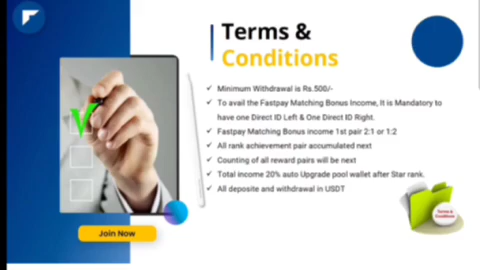 Terms &
Conditions
Minimum Withdrawal is Rs.500/-
To avail the Fastpay Matching Bonus Income, It is Mandatory to
have one Direct ID Left & One Direct ID Right.
Fastpay Matching Bonus income 1st pair 2:1 or 1:2
All rank achievement pair accumulated next
Counting of all reward pairs will be next
Total income 20% auto Upgrade pool wallet after Star rank.
All deposite and withdrawal in USDT
Join Now
Terms &
Conditions